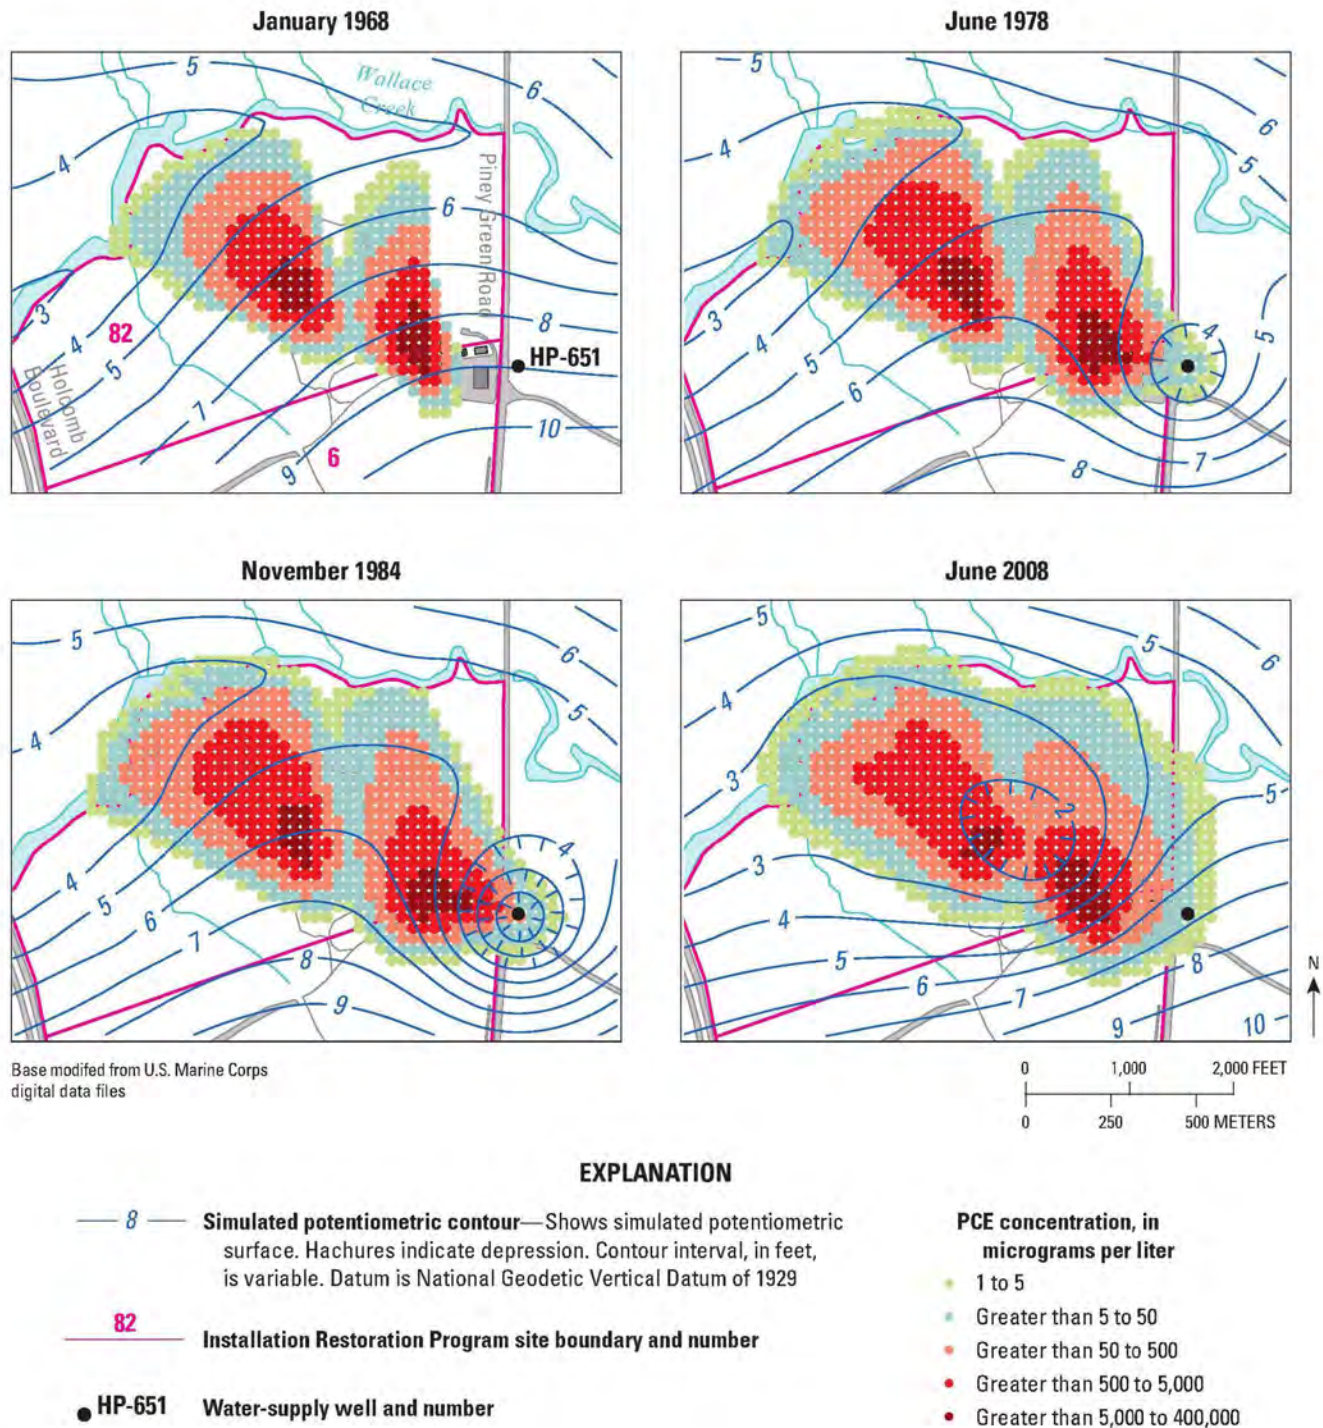 January 1968
June 1978
5
6
Wallace
Creek
4
6
Piney Green Road
3
82
4
8
HP-651
Holcomb
Boulevard
5
7
10
9
6
5
6
4
5
3
4
5
5
6
7
8
November 1984
June 2008
5
6
4
5
4
4
5
6
7
8
9
5
5
6
4
3
2
5
3
4
5
8
6
7
9
10
N
Base modifed from U.S. Marine Corps
digital data files
0 1,000 2,000 FEET
0 250 500 METERS
EXPLANATION
8 Simulated potentiometric contour—Shows simulated potentiometric
surface. Hachures indicate depression. Contour interval, in feet,
is variable. Datum is National Geodetic Vertical Datum of 1929
82
Installation Restoration Program site boundary and number
HP-651 Water-supply well and number
PCE concentration, in
micrograms per liter
1 to 5
Greater than 5 to 50
Greater than 50 to 500
Greater than 500 to 5,000
Greater than 5,000 to 400,000